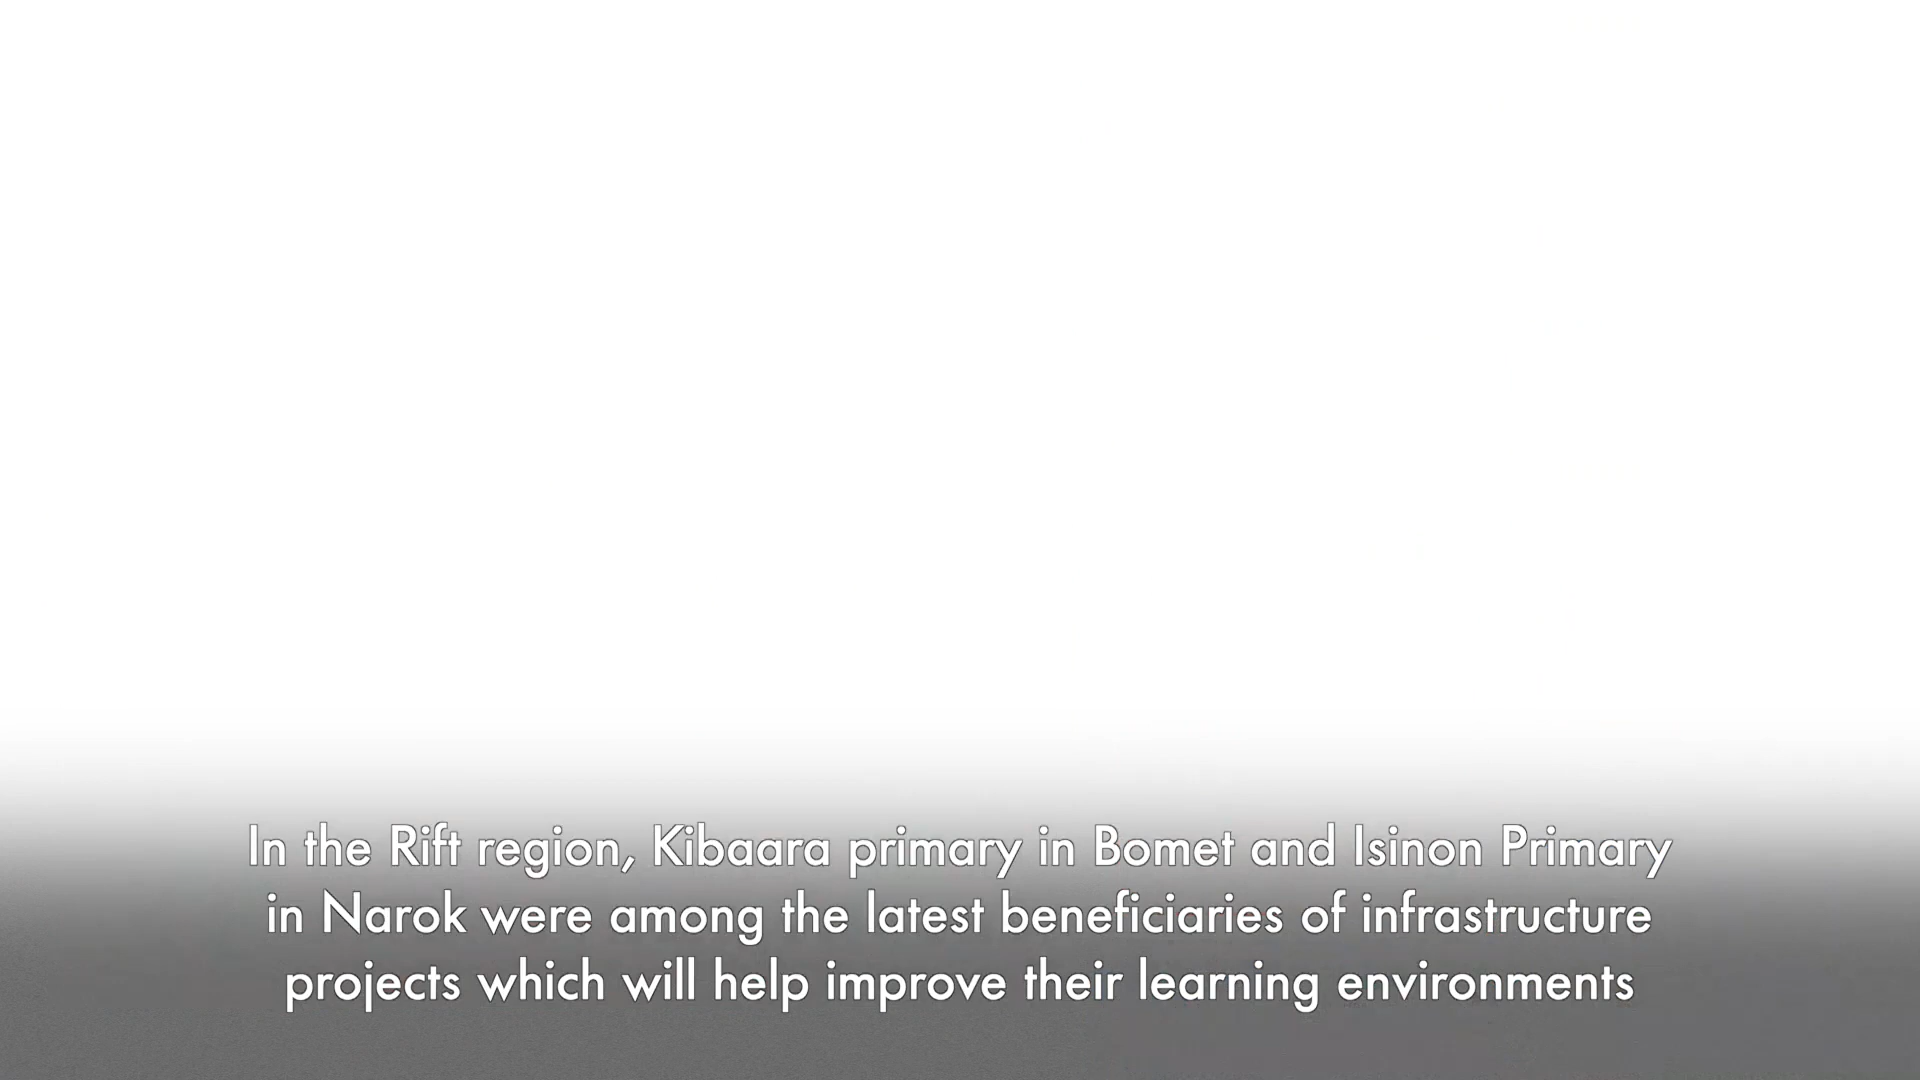 In the Rift region, Kibaara primary in Bomet and Isinon Primary
in Narok were among the latest beneficiaries of infrastructure
projects which will help improve their learning environments